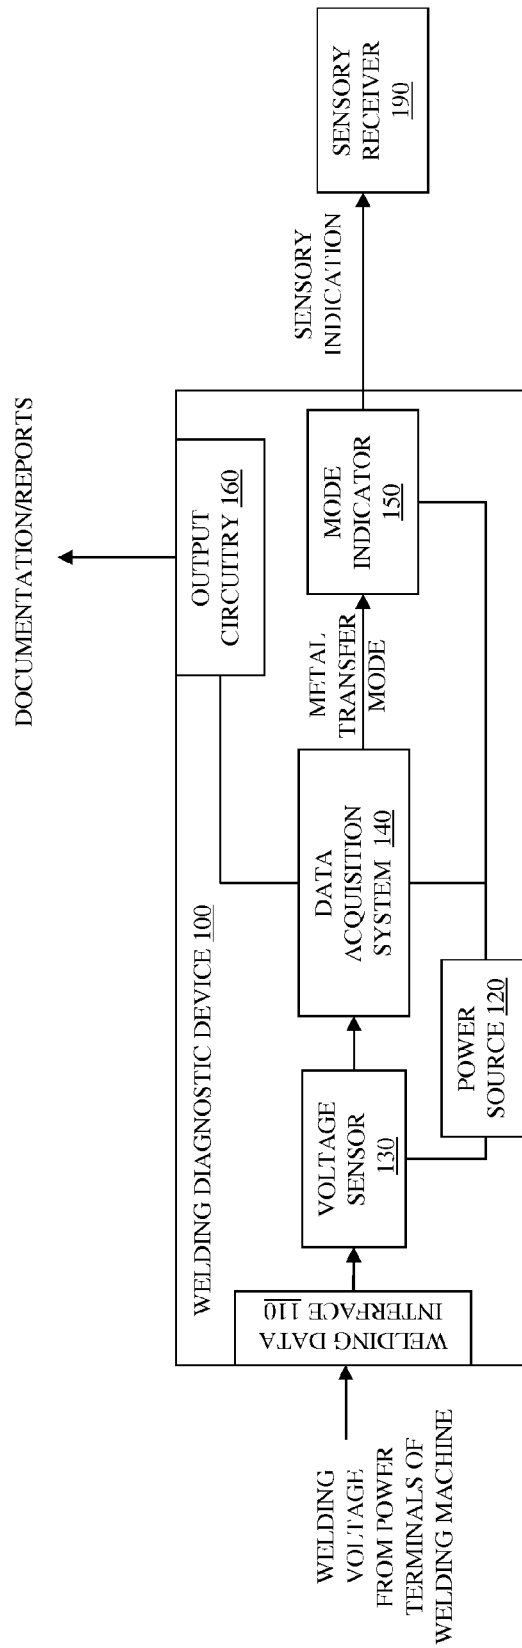 DOCUMENTATION/REPORTS
WELDING DIAGNOSTIC DEVICE 100
OUTPUT
CIRCUITRY 160
WELDING
VOLTAGE
FROM POWER
TERMINALS OF
WELDING MACHINE
WELDING DATA
INTERFACE 110
VOLTAGE
SENSOR
130
DATA
ACQUISITION
SYSTEM 140
METAL
TRANSFER
MODE
MODE
INDICATOR
150
SENSORY
INDICATION
SENSORY
RECEIVER
190
POWER
SOURCE 120